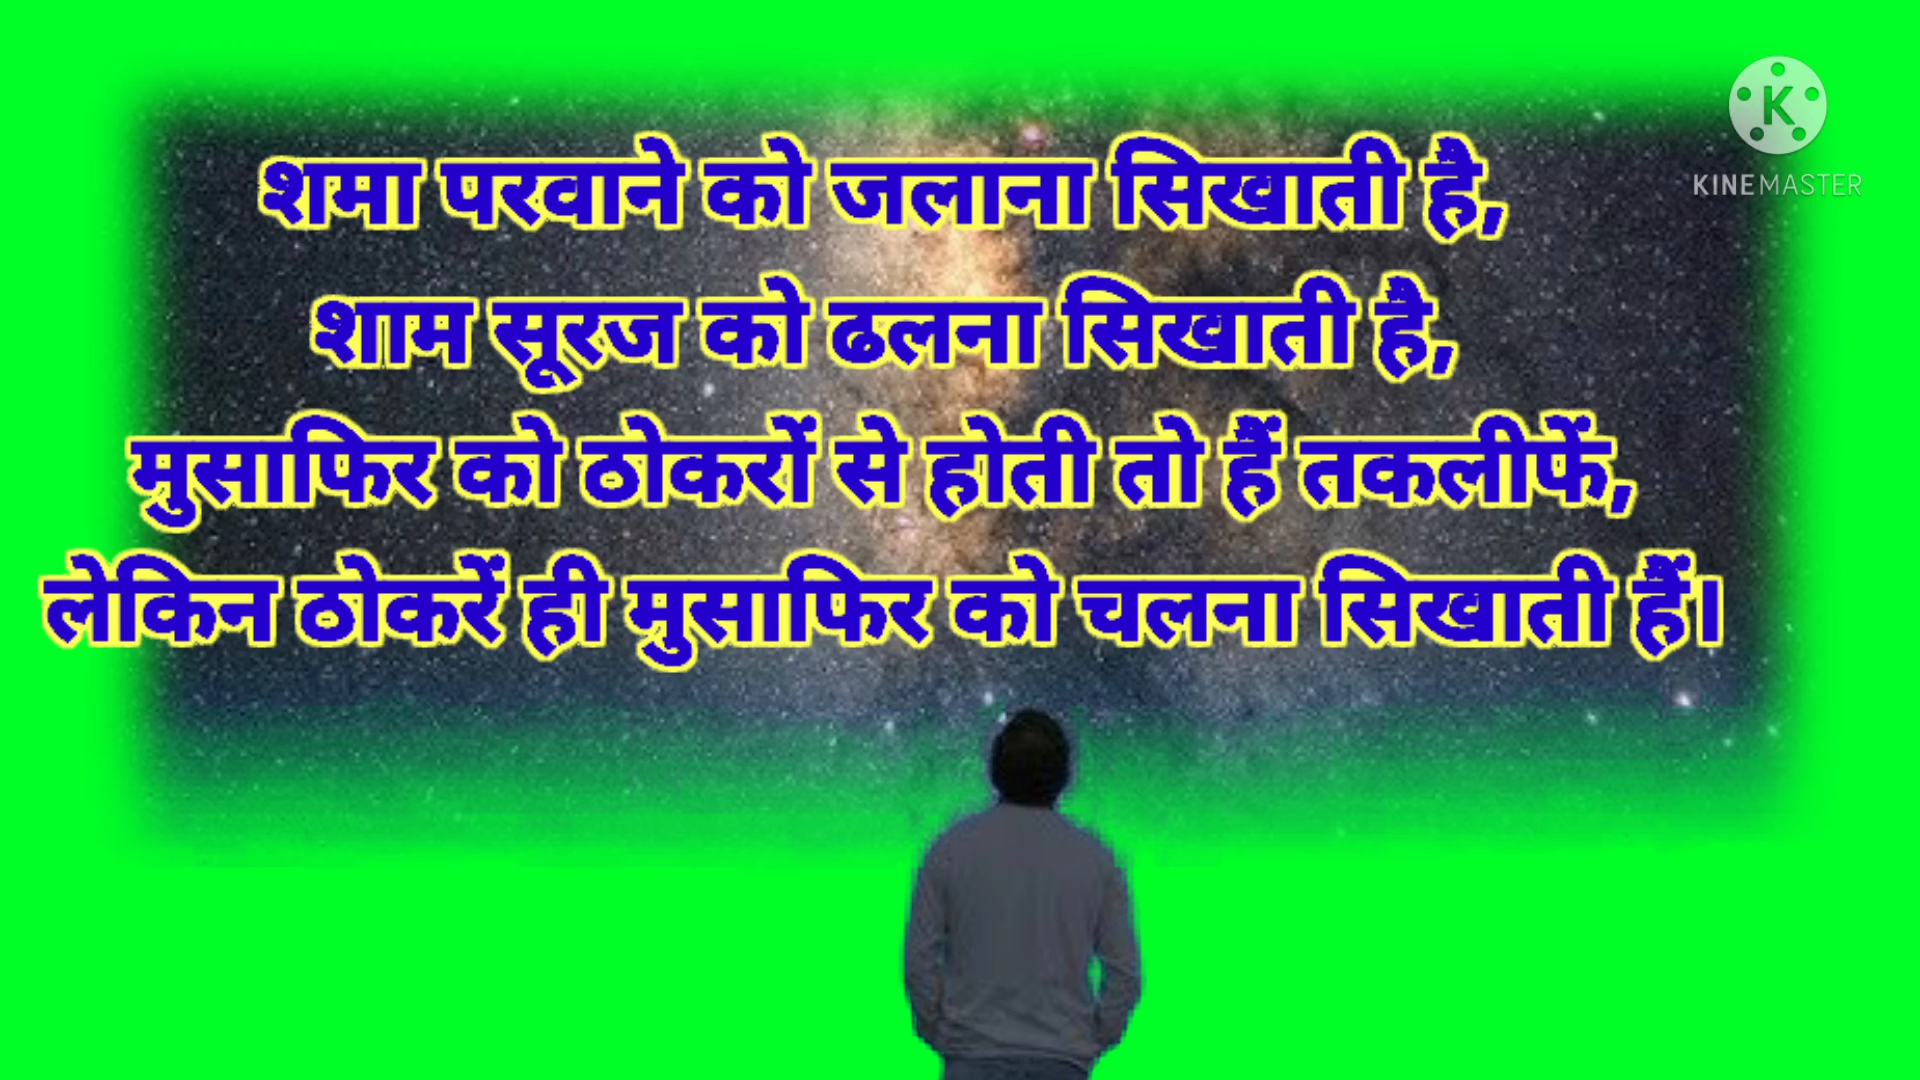 शमा परवाने को जलाना सिखाती है,
शाम सूरज को ढलना सिखाती है,
मुसाफिर को ठोकरों से होती तो हैं तकलीफें,
लेकिन ठोकरें ही मुसाफिर को चलना सिखाती हैं।
K
KINEMASTER